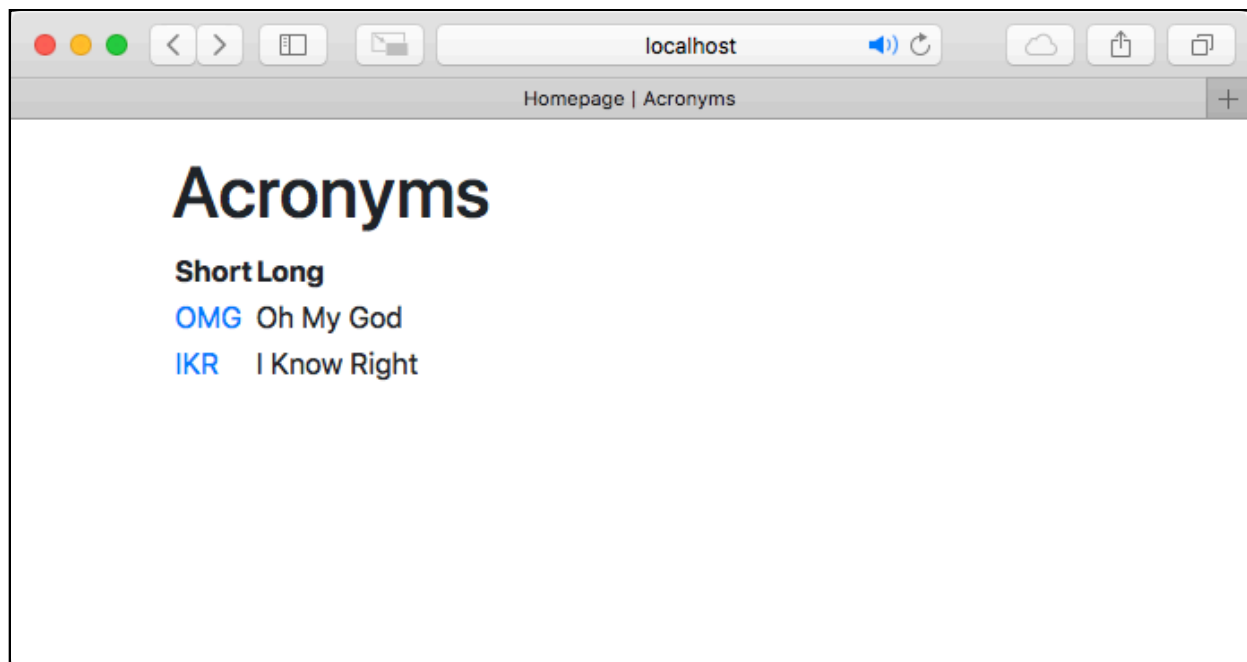 localhost
Homepage | Acronyms
Acronyms
Short Long
OMG Oh My God
IKR I Know Right